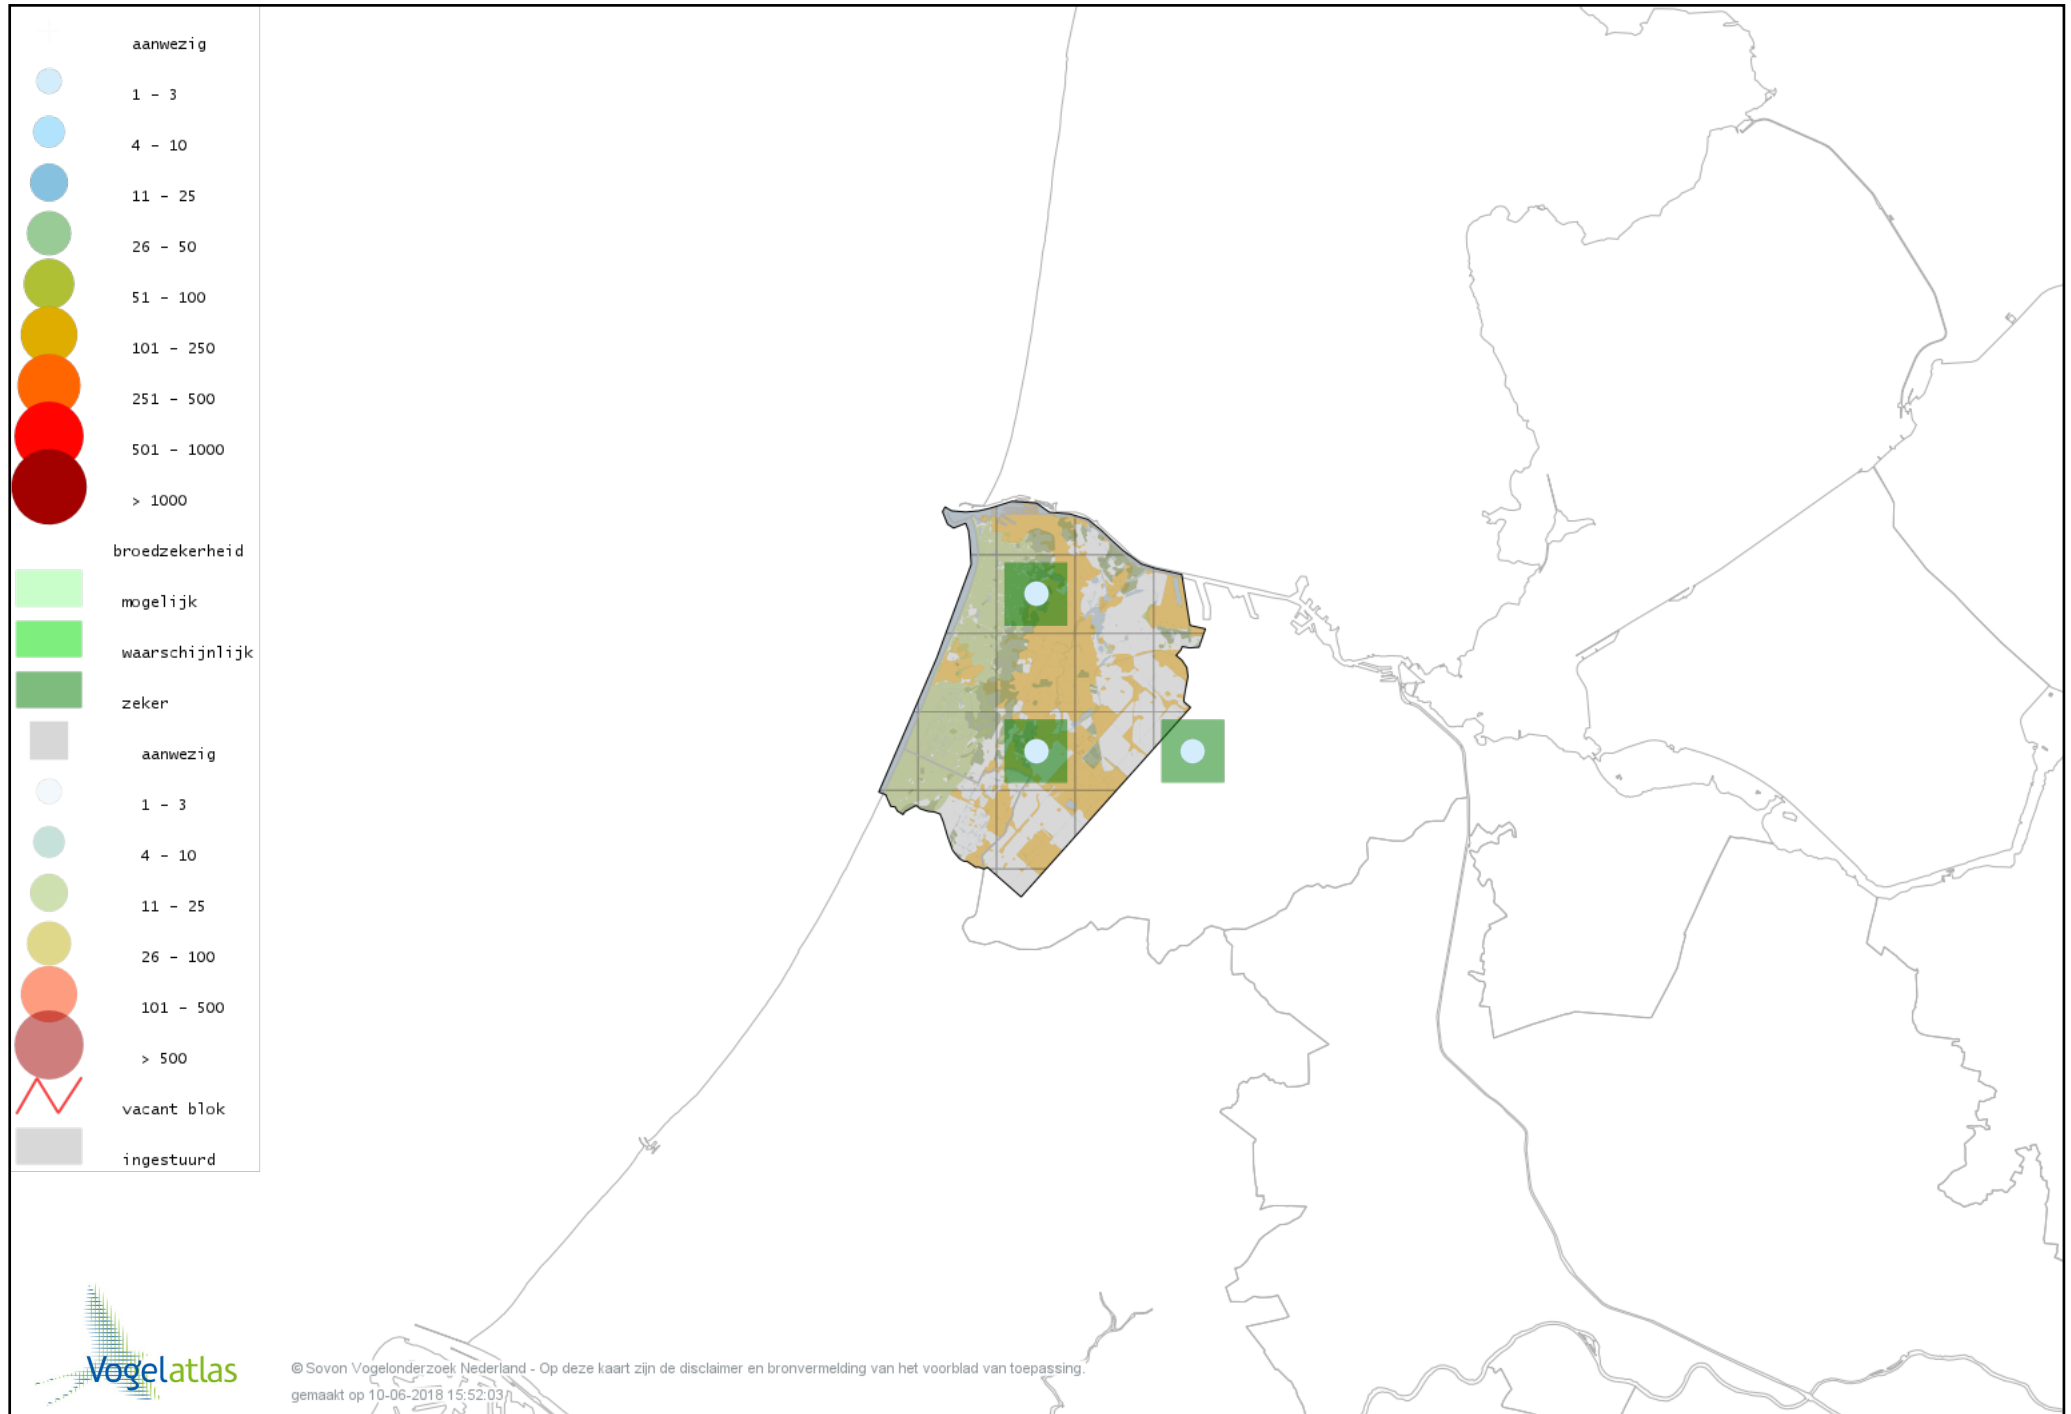 aanwezig
1 - 3
4 - 10
11 - 25
26 - 50
51 - 100
101 - 250
251 - 500
501 - 1000
> 1000
broedzekerheid
mogelijk
waarschijnlijk
zeker
aanwezig
1 - 3
4 - 10
11 - 25
26 - 100
101 - 500
> 500
vacant blok
ingestuurd
Vogelatlas
© Sovon Vogelonderzoek Nederland - Op deze kaart zijn de disclaimer en bronvermelding van het voorblad van toepassing.
gemaakt op 10-06-2018 15:52:03